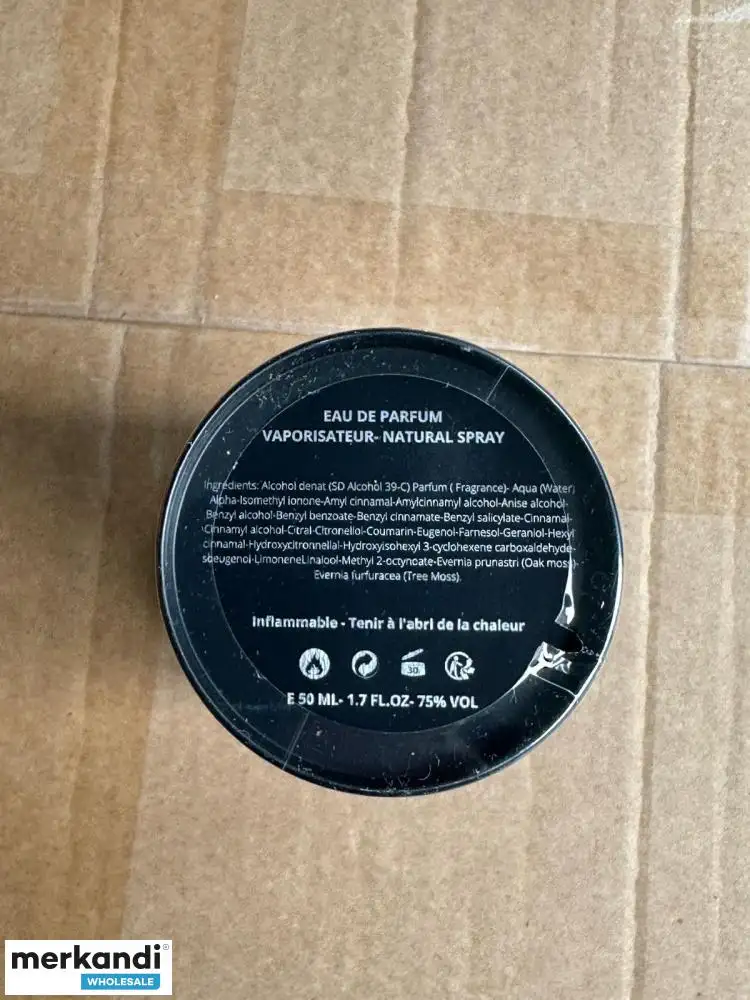 EAU DE PARFUM
VAPORISATEUR- NATURAL SPRAY
Ingredients: Alcohol denat (SD Alcohol 39-C) Parfum ( Fragrance)- Aqua (Water)
Alpha-Isomethyl ionone-Amyl cinnamal-Amylcinnamyl alcohol-Anise alcohol-
Benzyl alcohol-Benzyl benzoate-Benzyl cinnamate-Benzyl salicylate-Cinnamal-
Cinnamyl alcohol-Citral-Citronellol-Coumarin-Eugenol-Farnesol-Geraniol-Hexyl
cinnamal-Hydroxycitronnellal-Hydroxyisohexyl 3-cyclohexene carboxaldehyde-
soeugenol-LimoneneLinalool-Methyl 2-octynoate-Evernia prunastri (Oak moss)-
Evernia furfuracea (Tree Moss).
Inflammable - Tenir à l'abri de la chaleur
30
E 50 ML- 1.7 FL.OZ- 75% VOL
merkandi®
WHOLESALE